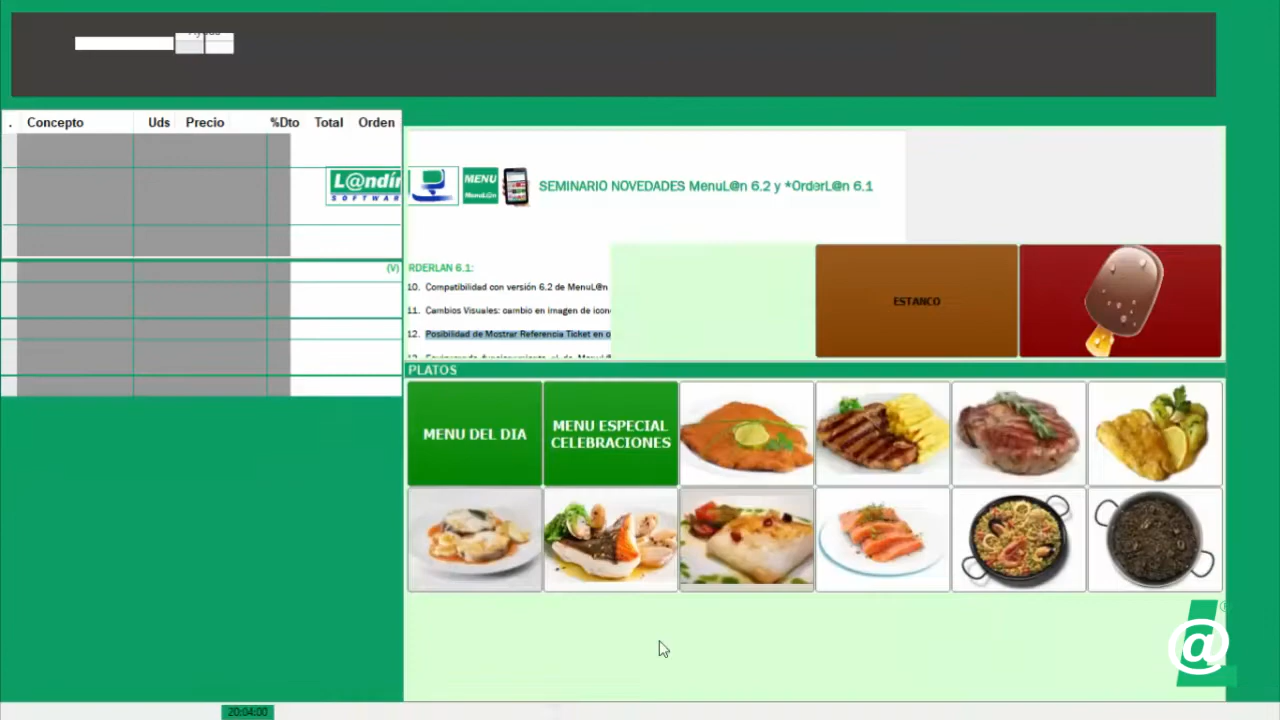 . Concepto Uds Precio %Dto Total Orden
L@ndín
SOFTWAR
MENU
MenuL@n
SEMINARIO NOVEDADES MenuL@n 6.2 y *OrderL@n 6.1
(V)
RDERLAN 6.1:
10. Compatibilidad con versión 6.2 de MenuL@n
11. Cambios Visuales: cambio en imagen de icon
12. Posibilidad de Mostrar Referencia Ticket en o
ESTANCO
PLATOS
MENU DEL DIA
MENU ESPECIAL
CELEBRACIONES
@
20:04:00